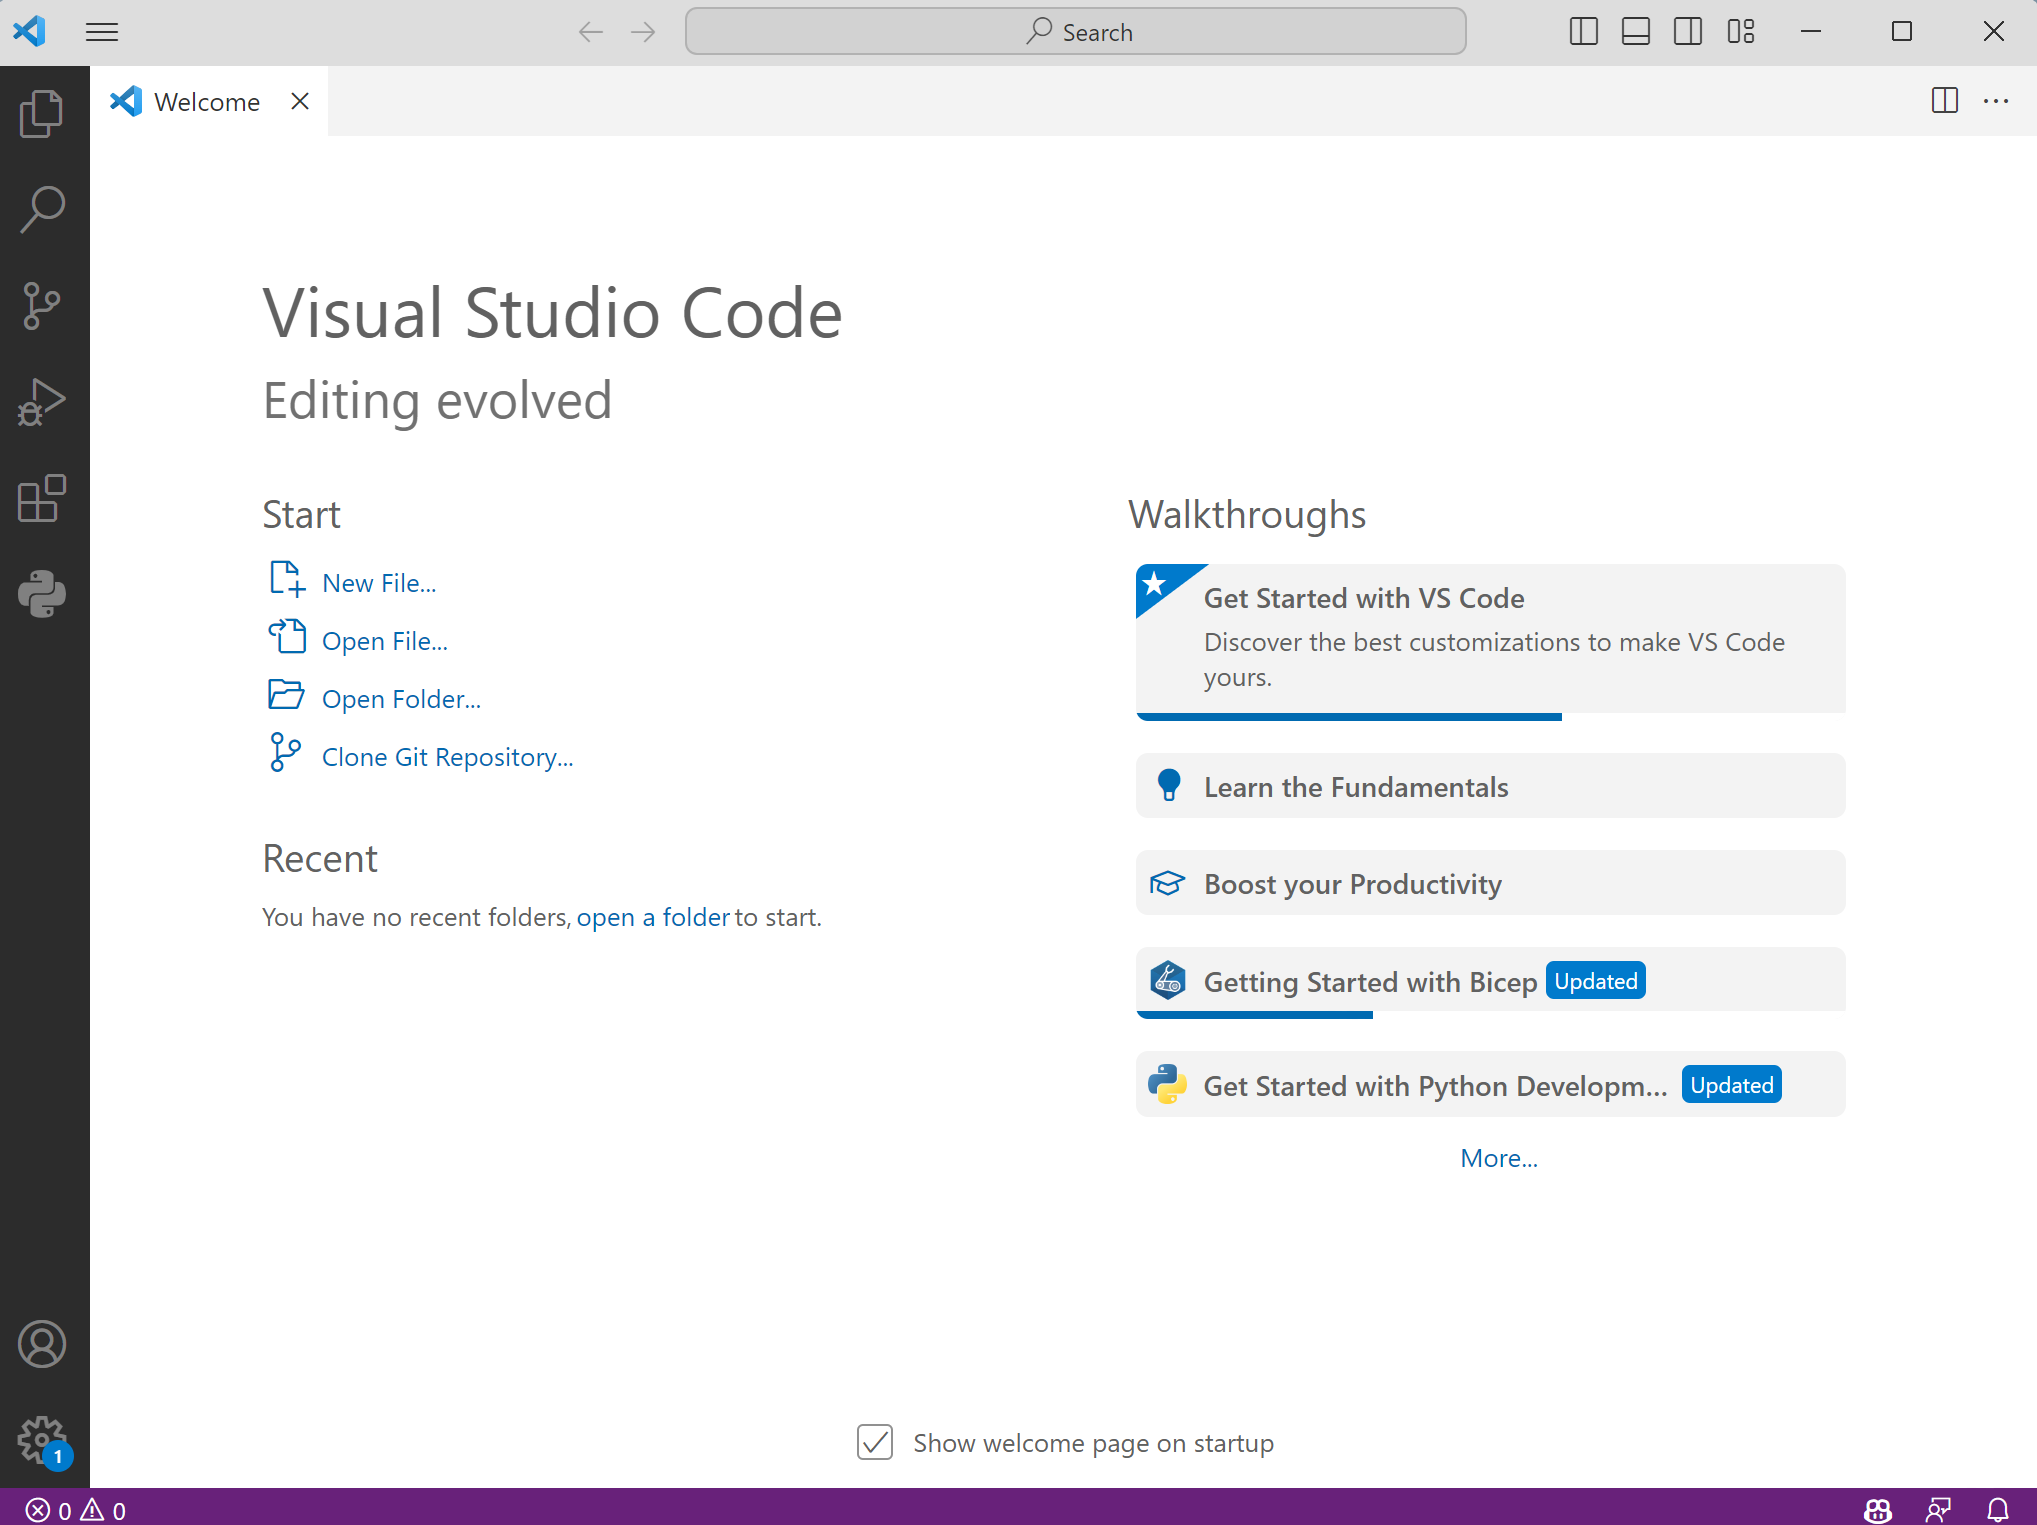 Search
Welcome
Visual Studio Code
Editing evolved
Start
New File...
Open File...
Open Folder...
Clone Git Repository...
Recent
You have no recent folders, open a folder to start.
Walkthroughs
Get Started with VS Code
Discover the best customizations to make VS Code
yours.
Learn the Fundamentals
Boost your Productivity
Getting Started with Bicep Updated
Get Started with Python Developm... Updated
More...
Show welcome page on startup
1
0 0